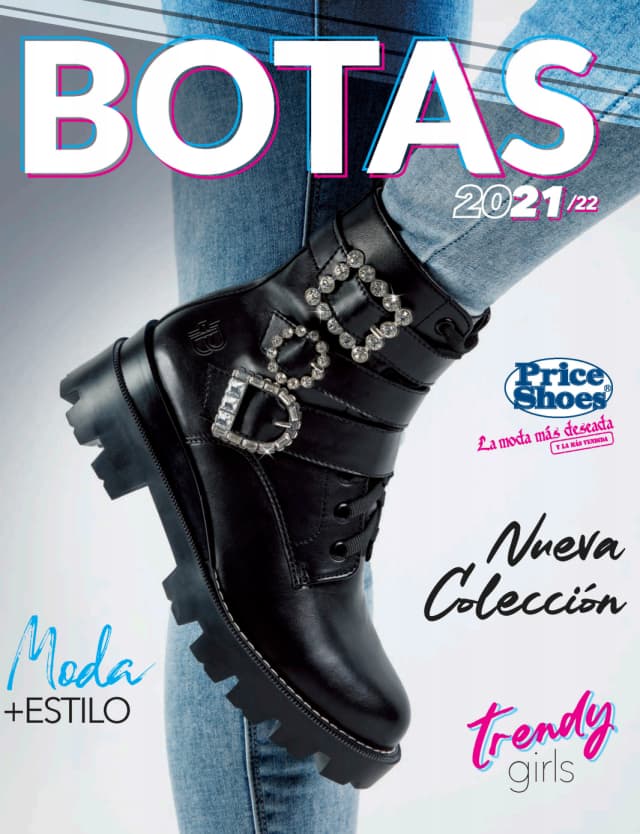 BOTAS
2021/22
Price
Shoes®
La moda más deseada
Y LA MÁS VENDIDA
Nueva
Colección
Moda
+ESTILO
trendy
girls